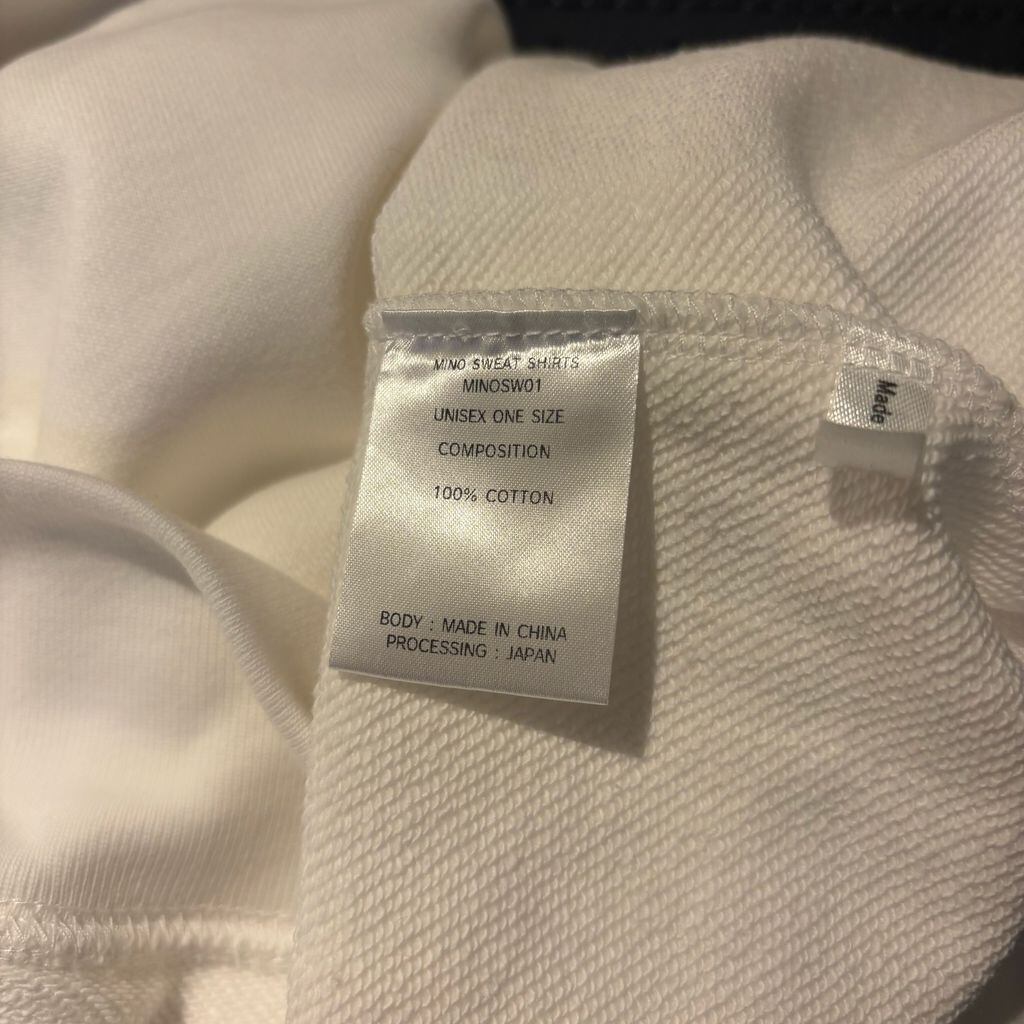 MINO SWEAT SHIRTS
MINOSW01
UNISEX ONE SIZE
COMPOSITION
100% COTTON
BODY : MADE IN CHINA
PROCESSING : JAPAN
Made